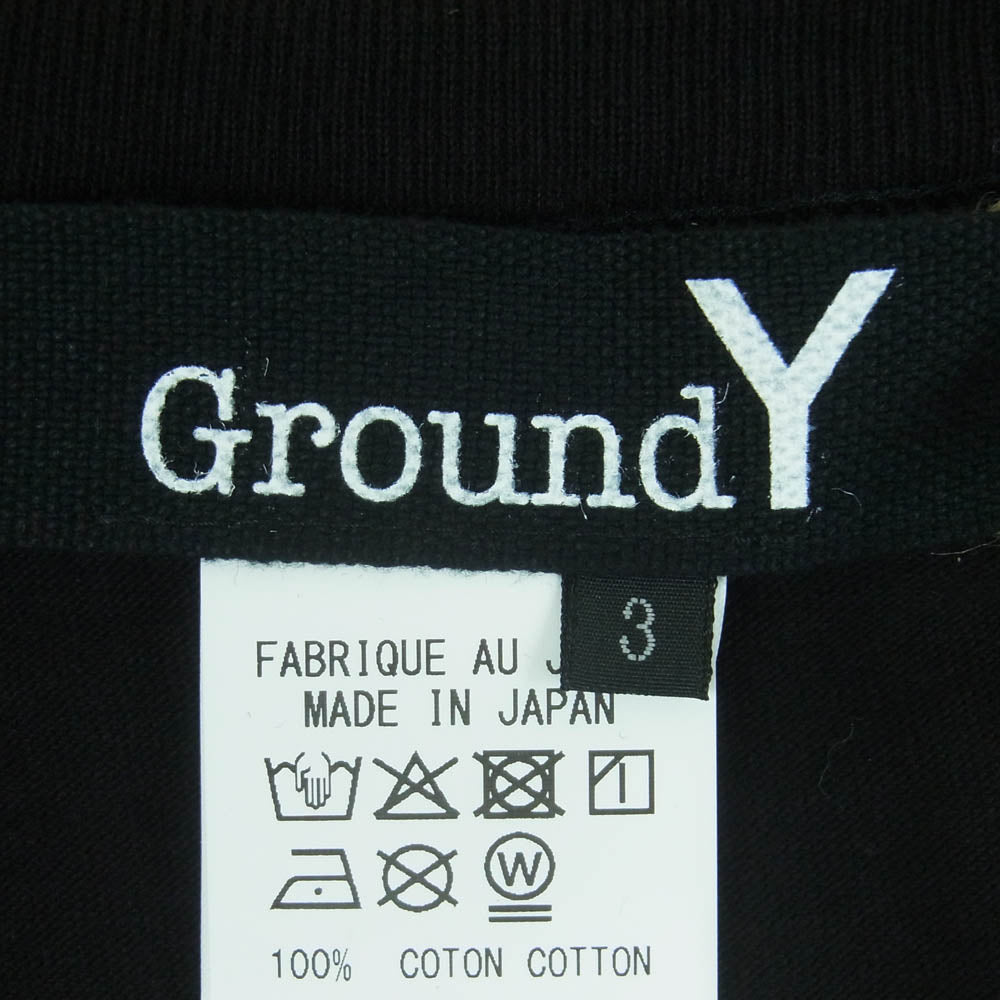 GroundY
3
FABRIQUE AU
MADE IN JAPAN
W
100% COTON COTTON